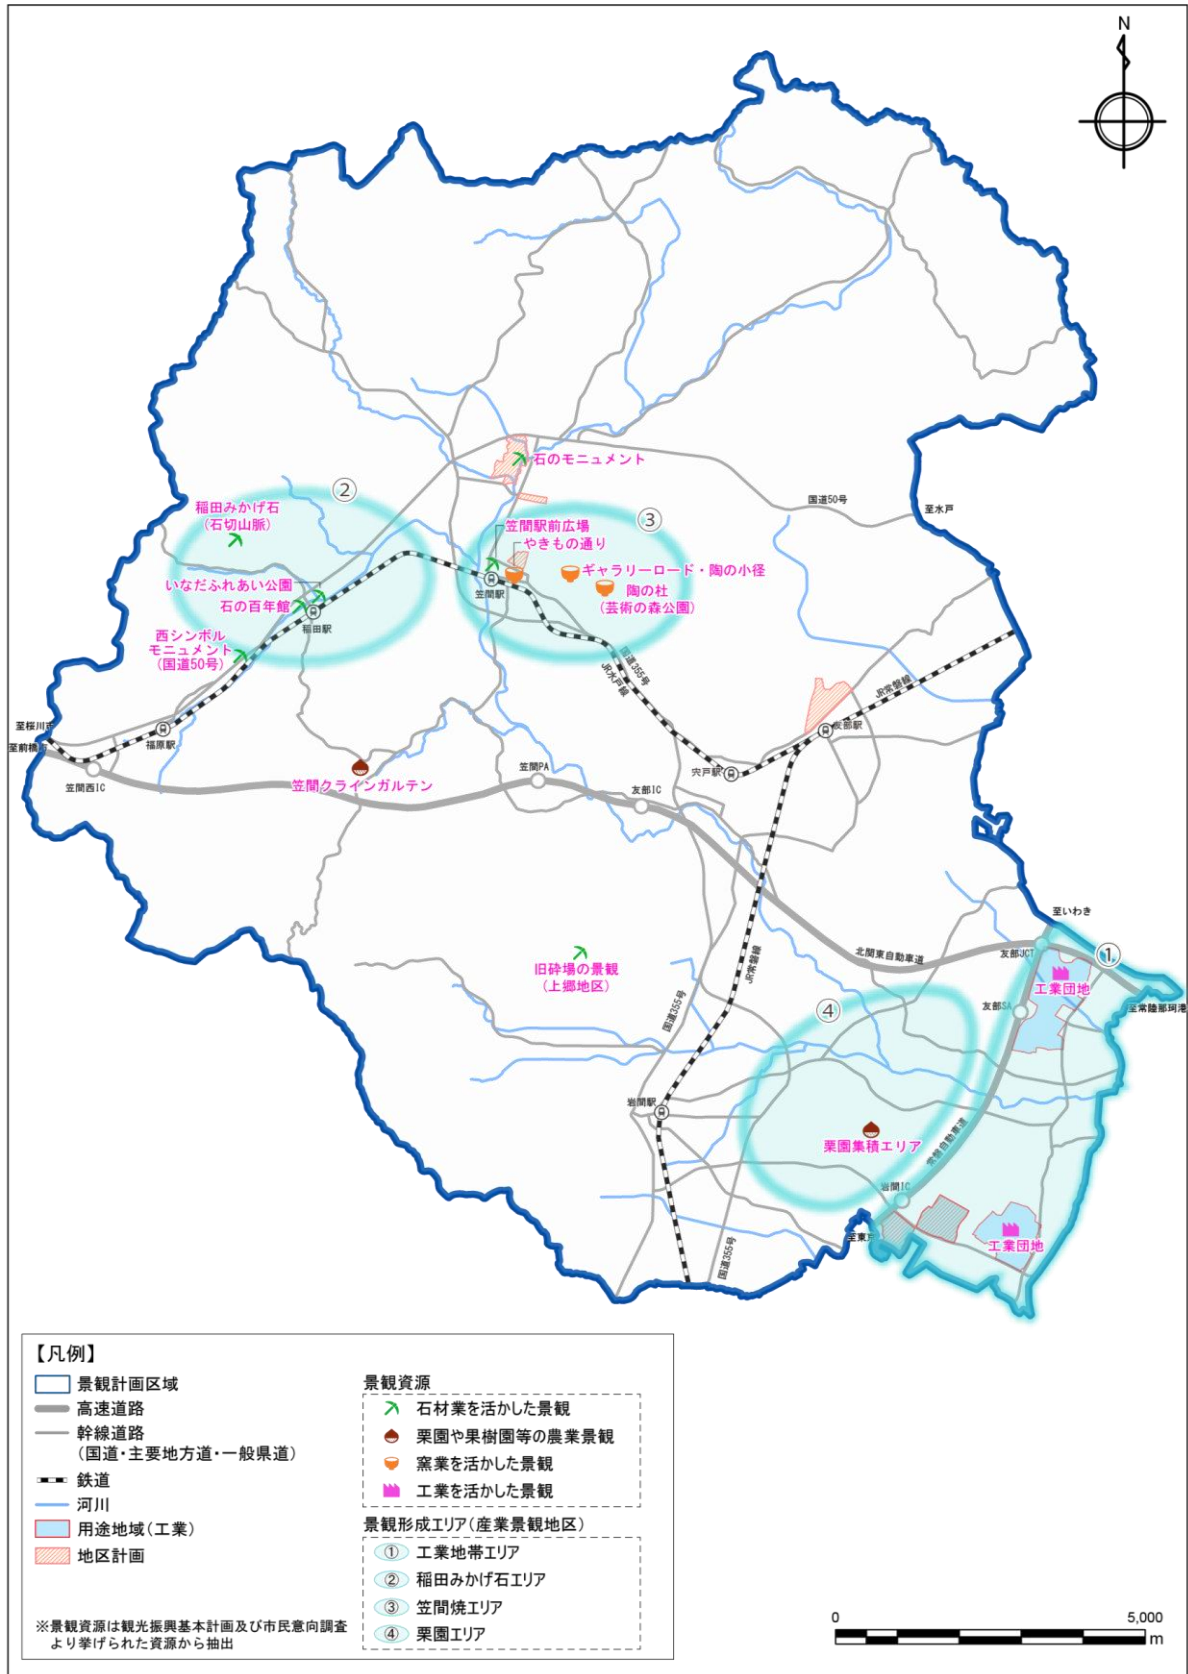 N
石のモニュメント
国道50号
至水戸
②
稲田みかげ石
(石切山脈)
③
笠間駅前広場
やきもの通り
いなだふれあい公園
石の百年館
稲田駅
笠間駅
ギャラリーロード・陶の小径
陶の杜
(芸術の森公園)
西シンボル
モニュメント
(国道50号)
国道355号
JR水戸線
JR常磐線
至桜川市
至前橋市
福原駅
友部駅
宍戸駅
笠間西IC
笠間クラインガルテン
笠間PA
友部IC
至いわき
北関東自動車道
友部JCT
①
旧砕場の景観
(上郷地区)
JR常磐線
工業団地
至常陸那珂港
友部SA
④
国道355号
岩間駅
栗園集積エリア
常磐自動車道
岩間IC
至東京
工業団地
国道355号
【凡例】
景観計画区域
高速道路
幹線道路
(国道・主要地方道・一般県道)
鉄道
河川
用途地域(工業)
地区計画
※景観資源は観光振興基本計画及び市民意向調査
より挙げられた資源から抽出
景観資源
石材業を活かした景観
栗園や果樹園等の農業景観
窯業を活かした景観
工業を活かした景観
景観形成エリア(産業景観地区)
① 工業地帯エリア
② 稲田みかげ石エリア
③ 笠間焼エリア
④ 栗園エリア
0 5,000
m